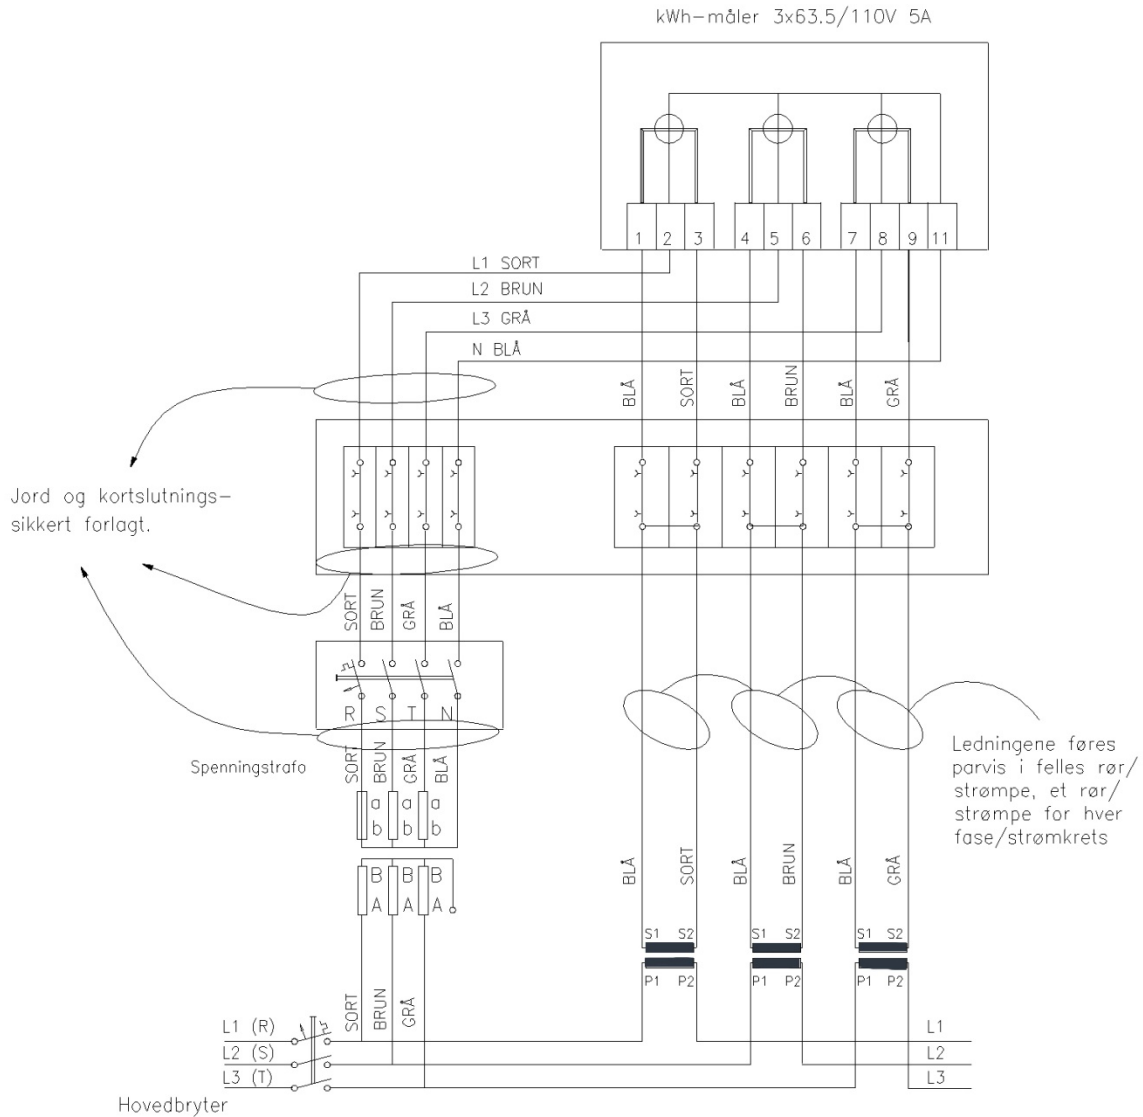 kWh-måler 3x63.5/110V 5A
1 2 3 4 5 6 7 8 9 11
L1 SORT
L2 BRUN
L3 GRÅ
N BLÅ
BLÅ SORT BLÅ BRUN BLÅ GRÅ
Jord og kortslutnings-
sikkert forlagt.
SORT BRUN GRÅ BLÅ
R S T N
SORT BRUN GRÅ BLÅ
Spenningstrafo
Ledningene føres
parvis i felles rør/
strømpe, et rør/
strømpe for hver
fase/strømkrets
a a a
b b b
B B B
A A A
BLÅ SORT BLÅ BRUN BLÅ GRÅ
S1 S2 S1 S2 S1 S2
P1 P2 P1 P2 P1 P2
SORT BRUN GRÅ
L1 (R) L1
L2 (S) L2
L3 (T) L3
Hovedbryter